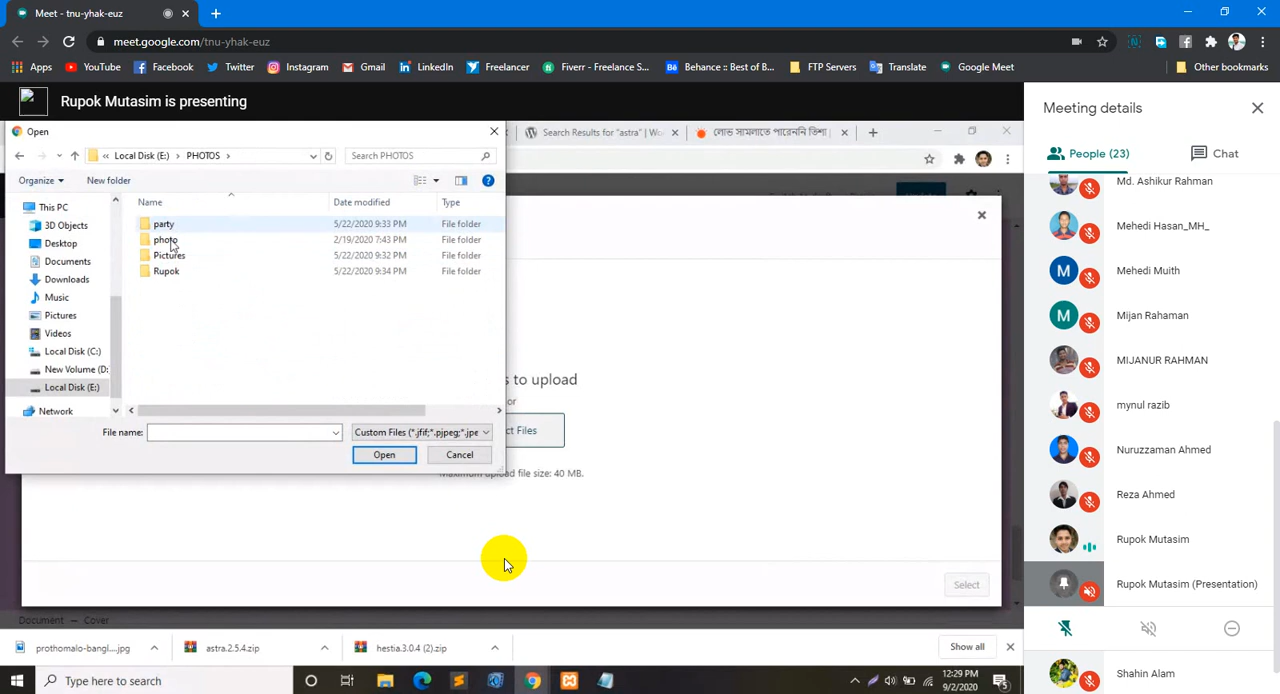 Meet - tnu-yhak-euz
meet.google.com/tnu-yhak-euz
Apps YouTube Facebook Twitter Instagram Gmail LinkedIn Freelancer Fiverr - Freelance S... Behance :: Best of B... FTP Servers Translate Google Meet Other bookmarks
Rupok Mutasim is presenting
Meeting details
Open
Search Results for "astra" | Wo
লোভ সামলাতে পারেননি তিশা |
Local Disk (E:) PHOTOS
Search PHOTOS
People (23)
Chat
Organize
New folder
Name Date modified Type
This PC
3D Objects
Desktop
Documents
Downloads
Music
Pictures
Videos
Local Disk (C:)
New Volume (D:
Local Disk (E:)
Network
party 5/22/2020 9:33 PM File folder
photo 2/19/2020 7:43 PM File folder
Pictures 5/22/2020 9:32 PM File folder
Rupok 5/22/2020 9:34 PM File folder
File name:
Custom Files (*.jfif;*.pjpeg;*.jpe
Open
Cancel
s to upload
or
ct Files
Maximum upload file size: 40 MB.
Select
Document — Cover
Md. Ashikur Rahman
Mehedi Hasan_MH_
M Mehedi Muith
M Mijan Rahaman
MIJANUR RAHMAN
mynul razib
Nuruzzaman Ahmed
Reza Ahmed
Rupok Mutasim
Rupok Mutasim (Presentation)
Shahin Alam
prothomalo-bangl....jpg
astra.2.5.4.zip
hestia.3.0.4 (2).zip
Show all
Type here to search
12:29 PM
9/2/2020
5